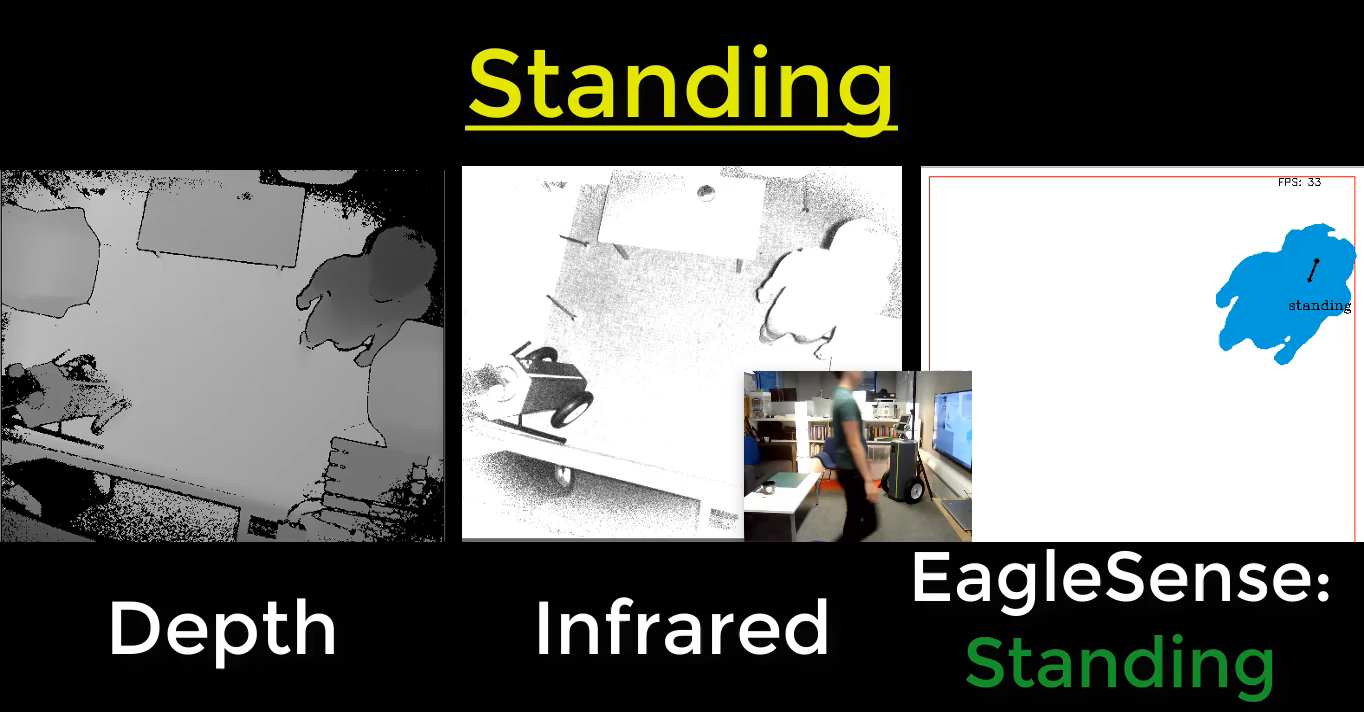 Standing
FPS: 33
standing
Depth
Infrared
EagleSense:
Standing